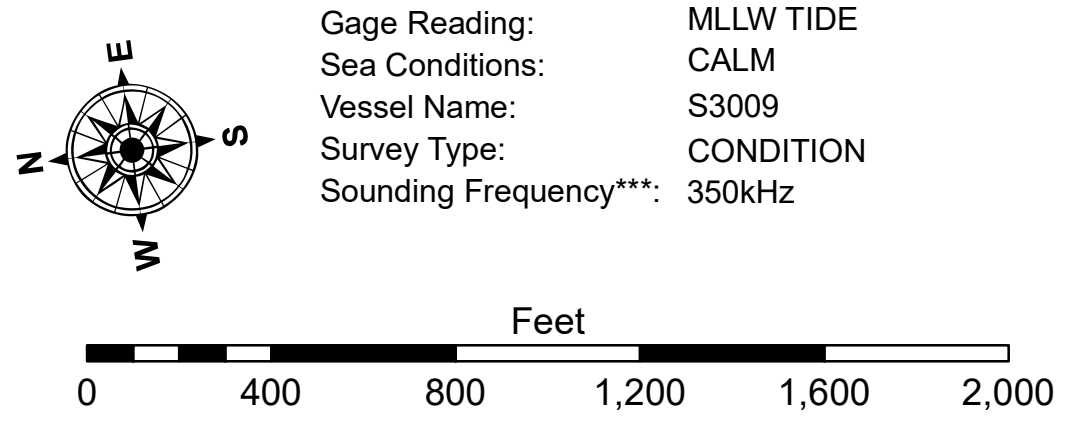 E
N
S
W
Gage Reading: MLLW TIDE
Sea Conditions: CALM
Vessel Name: S3009
Survey Type: CONDITION
Sounding Frequency***: 350kHz
Feet
0 400 800 1,200 1,600 2,000